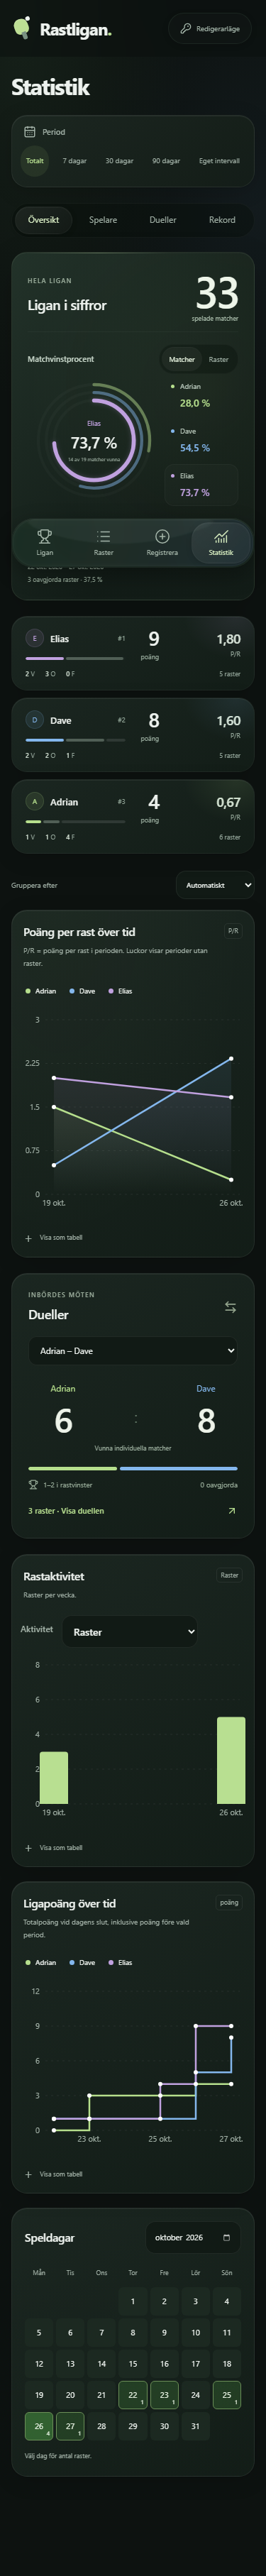 Rastligan.
Redigerarläge
Statistik
Period
Totalt 7 dagar 30 dagar 90 dagar Eget intervall
Översikt Spelare Dueller Rekord
HELA LIGAN
Ligan i siffror
33
spelade matcher
Matchvinstprocent
Matcher Raster
Elias
73,7 %
14 av 19 matcher vunna
Adrian
28,0 %
Dave
54,5 %
Elias
73,7 %
Ligan Raster Registrera Statistik
3 oavgjorda raster · 37,5 %
E Elias #1
9
poäng
1,80
P/R
2 V 3 O 0 F
5 raster
D Dave #2
8
poäng
1,60
P/R
2 V 2 O 1 F
5 raster
A Adrian #3
4
poäng
0,67
P/R
1 V 1 O 4 F
6 raster
Gruppera efter
Automatiskt
Poäng per rast över tid
P/R
P/R = poäng per rast i perioden. Luckor visar perioder utan
raster.
Adrian Dave Elias
3
2.25
1.5
0.75
0
19 okt. 26 okt.
+ Visa som tabell
INBÖRDES MÖTEN
Dueller
Adrian – Dave
Adrian Dave
6 : 8
Vunna individuella matcher
1–2 i rastvinster 0 oavgjorda
3 raster · Visa duellen
Rastaktivitet
Raster
Raster per vecka.
Aktivitet Raster
8
6
4
2
0
19 okt. 26 okt.
+ Visa som tabell
Ligapoäng över tid
poäng
Totalpoäng vid dagens slut, inklusive poäng före vald
period.
Adrian Dave Elias
12
9
6
3
0
23 okt. 25 okt. 27 okt.
+ Visa som tabell
Speldagar
oktober 2026
Mån Tis Ons Tor Fre Lör Sön
1 2 3 4
5 6 7 8 9 10 11
12 13 14 15 16 17 18
19 20 21 22 1 23 1 24 25 1
26 4 27 1 28 29 30 31
Välj dag för antal raster.